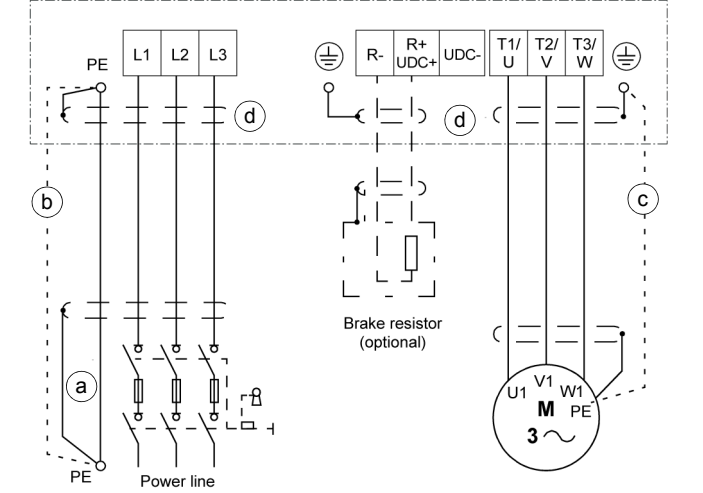 PE
L1 L2 L3
R- R+ UDC+ UDC-
T1/ U T2/ V T3/ W
d
d
b
c
a
Brake resistor
(optional)
U1 V1 W1
M PE
3
PE
Power line